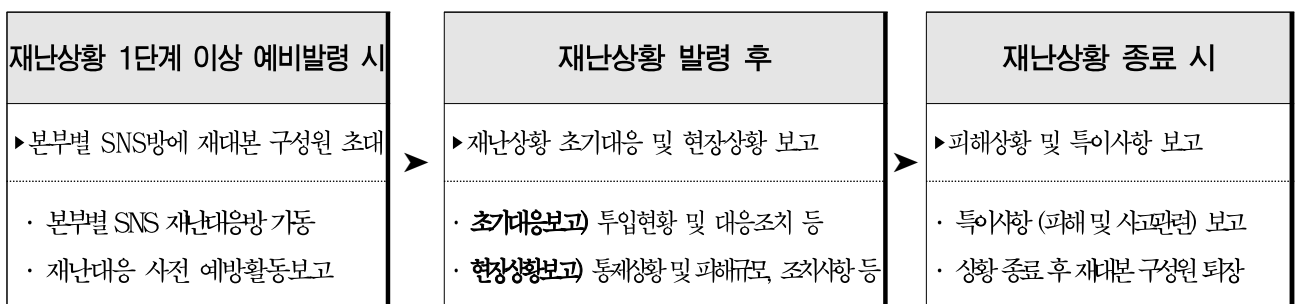 재난상황 1단계 이상 예비발령 시
▶본부별 SNS방에 재대본 구성원 초대
· 본부별 SNS 재난대응방 가동
· 재난대응 사전 예방활동보고
➤
재난상황 발령 후
▶재난상황 초기대응 및 현장상황 보고
· 초기대응보고) 투입현황 및 대응조치 등
· 현장상황보고) 통제상황 및 피해규모, 조치사항 등
➤
재난상황 종료 시
▶피해상황 및 특이사항 보고
· 특이사항 (피해 및 사고관련) 보고
· 상황 종료 후 재대본 구성원 퇴장